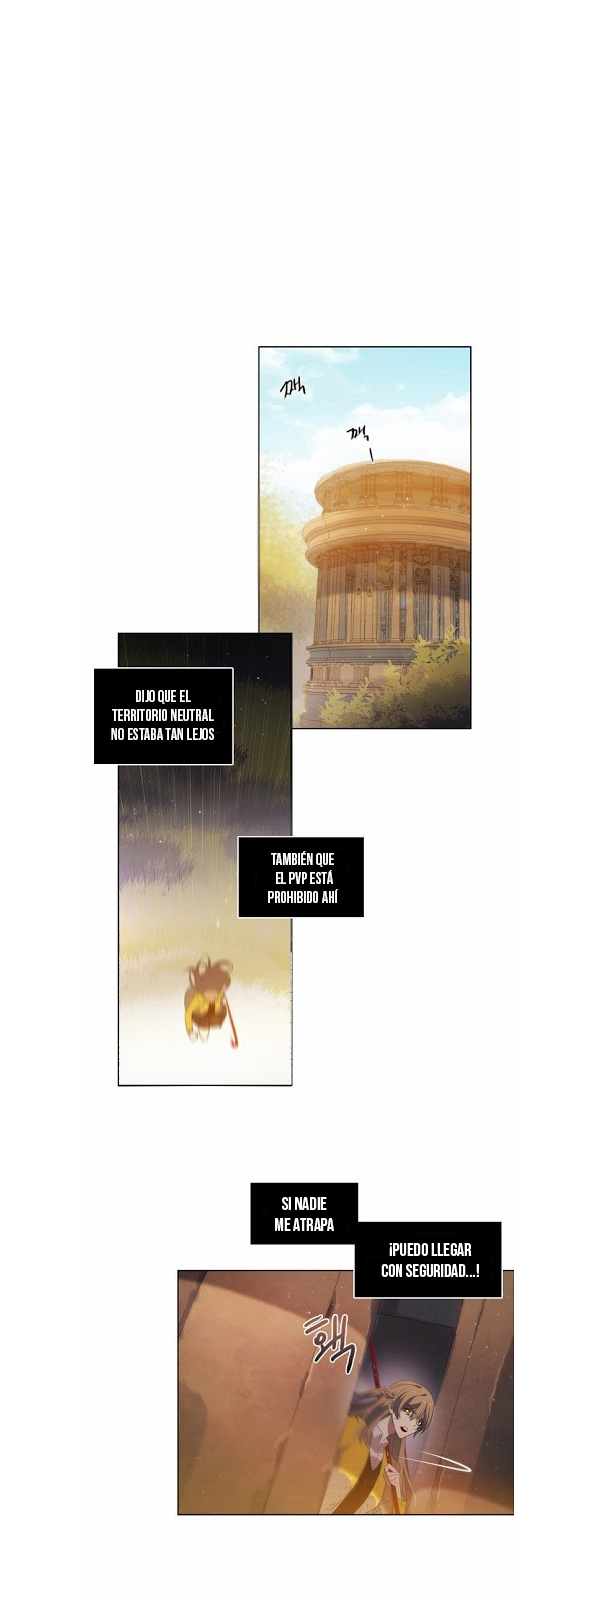 짹
짹
DIJO QUE EL
TERRITORIO NEUTRAL
NO ESTABA TAN LEJOS
TAMBIÉN QUE
EL PVP ESTÁ
PROHIBIDO AHÍ
SI NADIE
ME ATRAPA
¡PUEDO LLEGAR
CON SEGURIDAD...!
홱